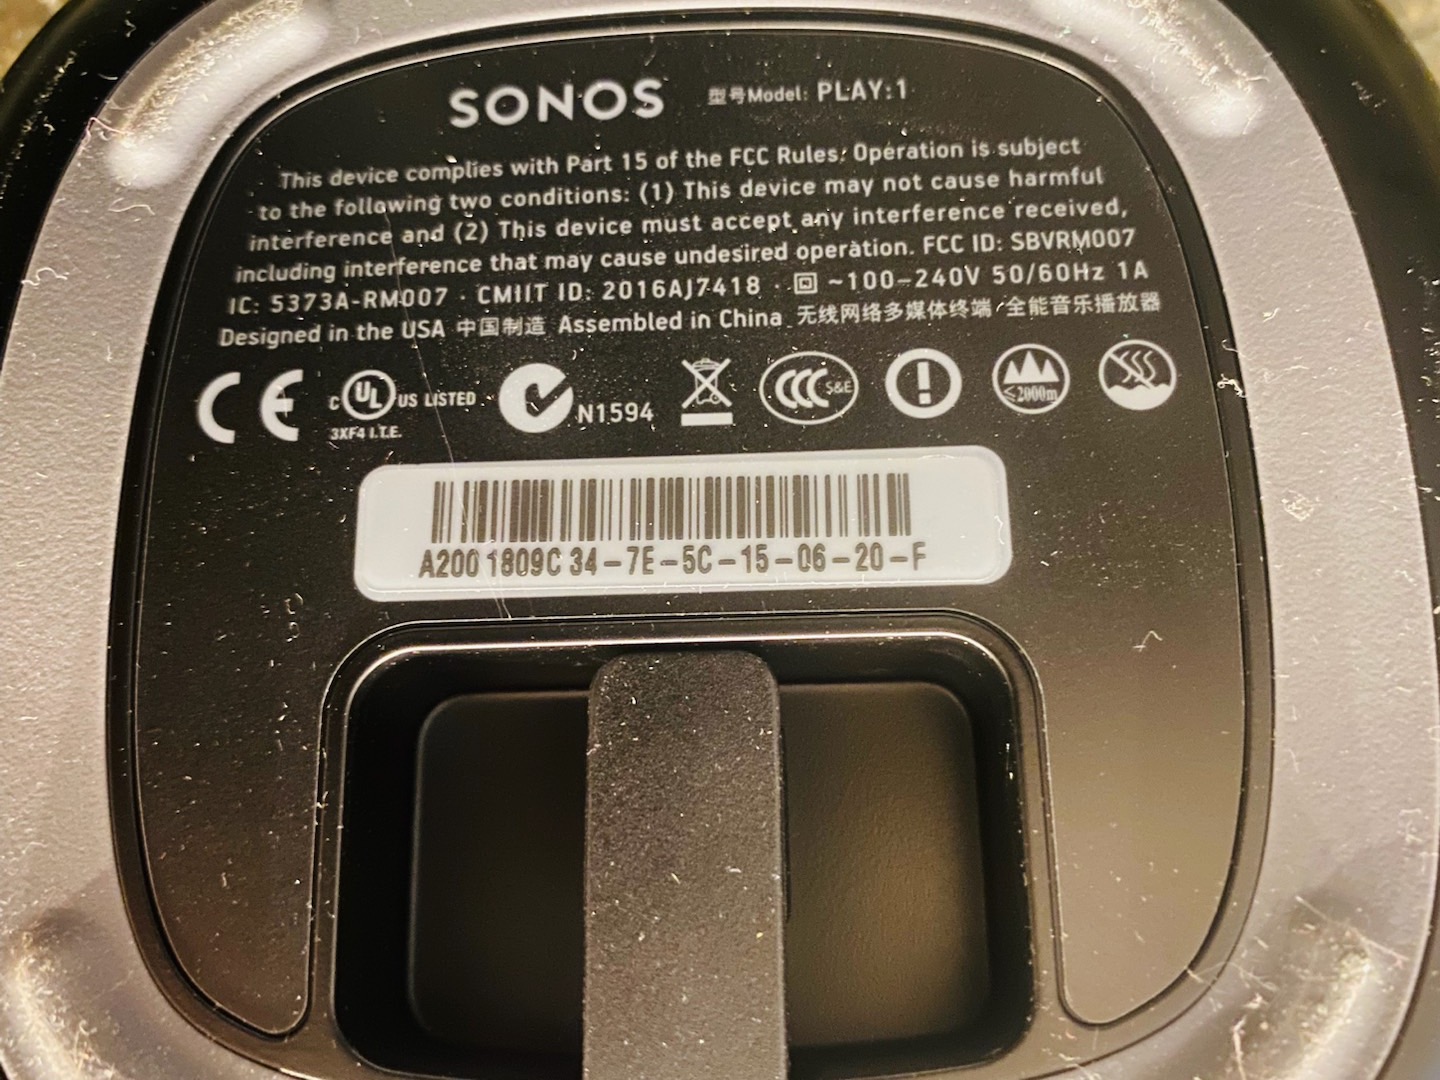 SONOS 型号Model: PLAY:1
This device complies with Part 15 of the FCC Rules. Operation is subject
to the following two conditions: (1) This device may not cause harmful
interference and (2) This device must accept any interference received,
including interference that may cause undesired operation. FCC ID: SBVRM007
IC: 5373A-RM007 · CMIIT ID: 2016AJ7418 · ~100–240V 50/60Hz 1A
Designed in the USA 中国制造 Assembled in China 无线网络多媒体终端/全能音乐播放器
CE C UL US LISTED N1594 CCC S&E ! ≤2000m
3XF4 I.T.E.
A200 1809C 34-7E-5C-15-06-20-F